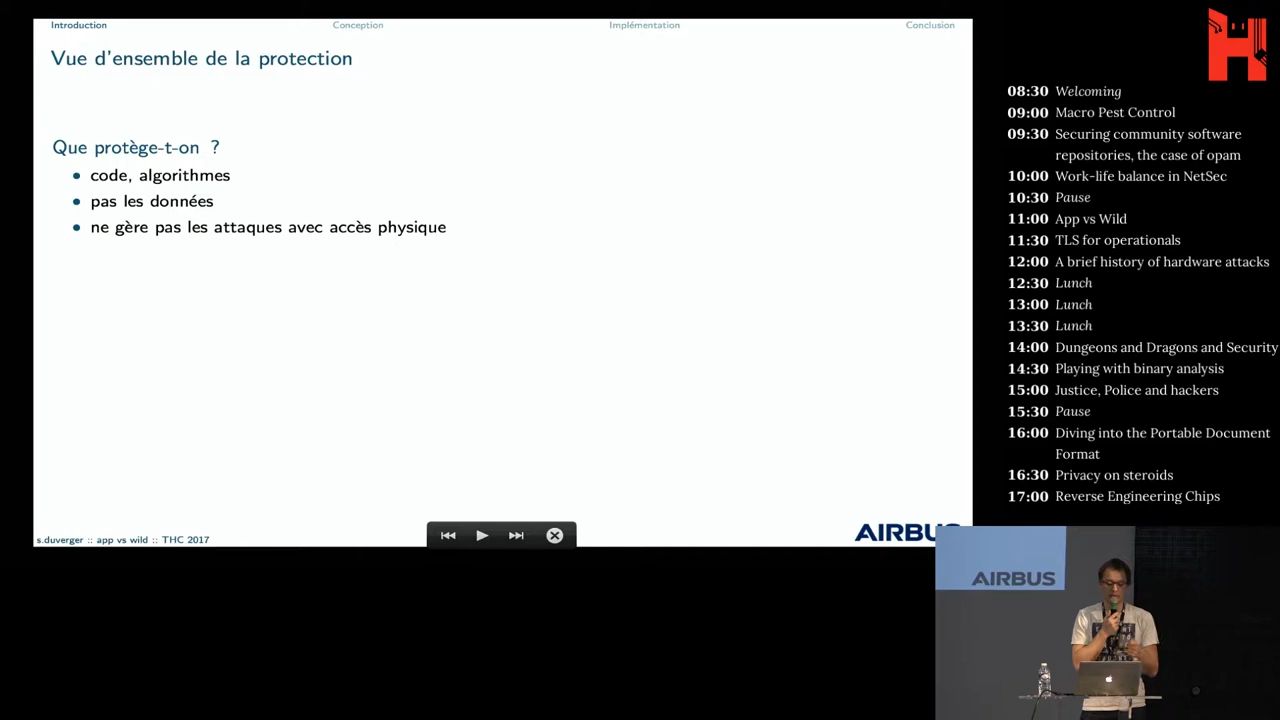 Introduction
Conception
Implémentation
Conclusion
Vue d'ensemble de la protection
Que protège-t-on ?
code, algorithmes
pas les données
ne gère pas les attaques avec accès physique
s.duverger :: app vs wild :: THC 2017
AIRBUS
08:30 Welcoming
09:00 Macro Pest Control
09:30 Securing community software
repositories, the case of opam
10:00 Work-life balance in NetSec
10:30 Pause
11:00 App vs Wild
11:30 TLS for operationals
12:00 A brief history of hardware attacks
12:30 Lunch
13:00 Lunch
13:30 Lunch
14:00 Dungeons and Dragons and Security
14:30 Playing with binary analysis
15:00 Justice, Police and hackers
15:30 Pause
16:00 Diving into the Portable Document
Format
16:30 Privacy on steroids
17:00 Reverse Engineering Chips
AIRBUS